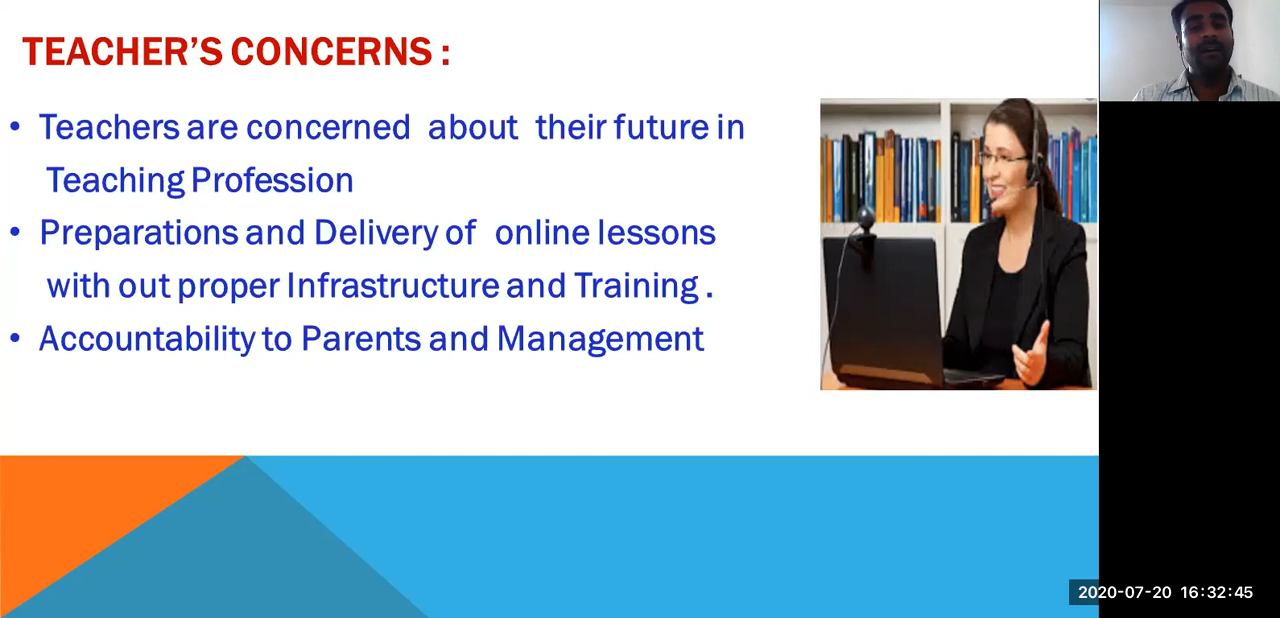 TEACHER'S CONCERNS :
• Teachers are concerned about their future in
Teaching Profession
• Preparations and Delivery of online lessons
with out proper Infrastructure and Training .
• Accountability to Parents and Management
2020-07-20 16:32:45